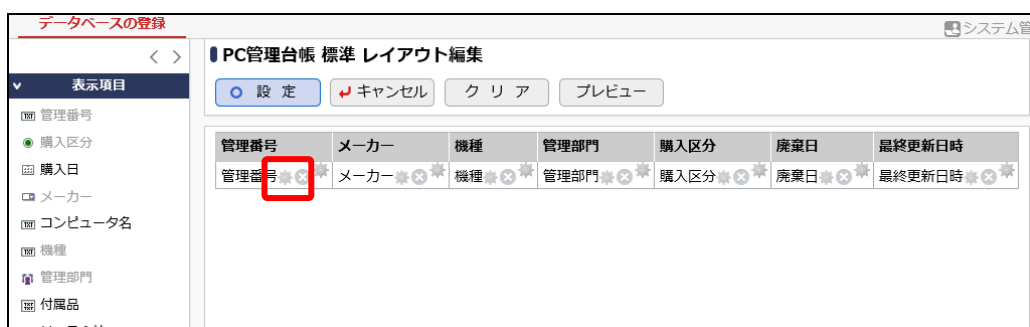 データベースの登録
システム管
< >
PC管理台帳 標準 レイアウト編集
表示項目
設 定
キャンセル
ク リ ア
プレビュー
TXT 管理番号
購入区分
購入日
メーカー
TXT コンピュータ名
TXT 機種
管理部門
付属品
管理番号 メーカー 機種 管理部門 購入区分 廃棄日 最終更新日時
管理番号 メーカー 機種 管理部門 購入区分 廃棄日 最終更新日時